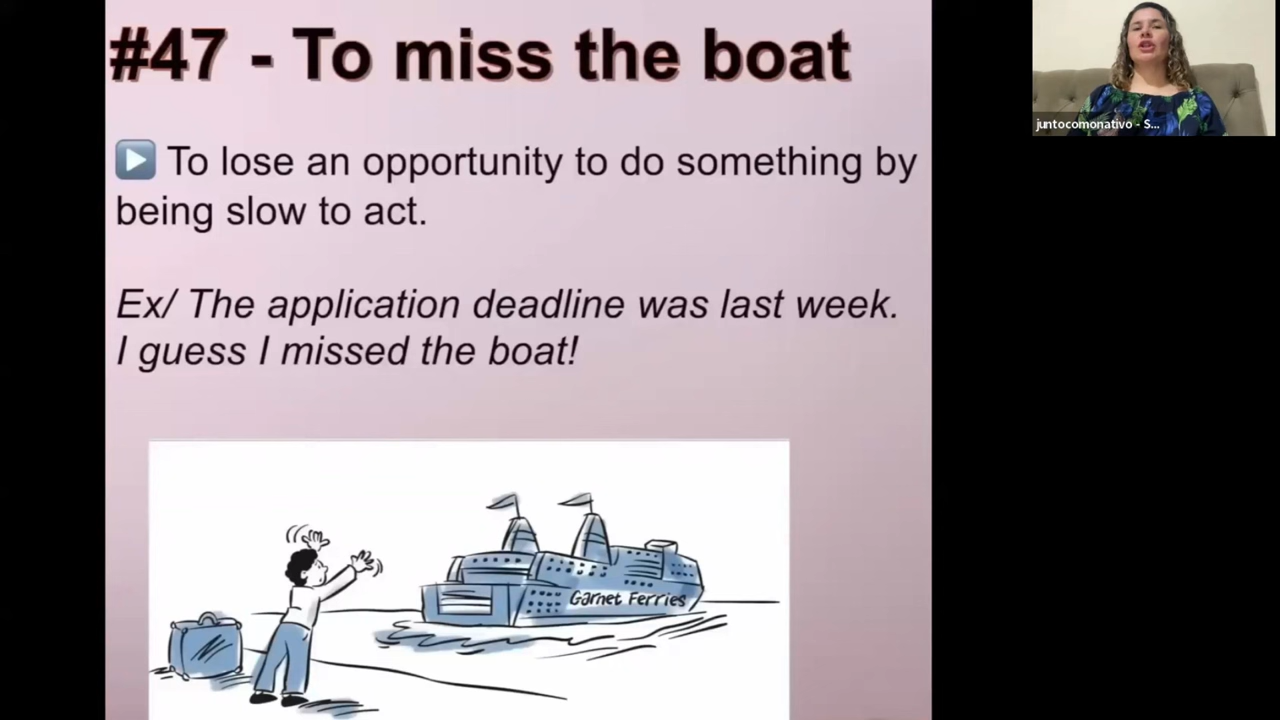 #47 - To miss the boat
juntocomonativo - S...
▶ To lose an opportunity to do something by
being slow to act.
Ex/ The application deadline was last week.
I guess I missed the boat!
Garnet Ferries